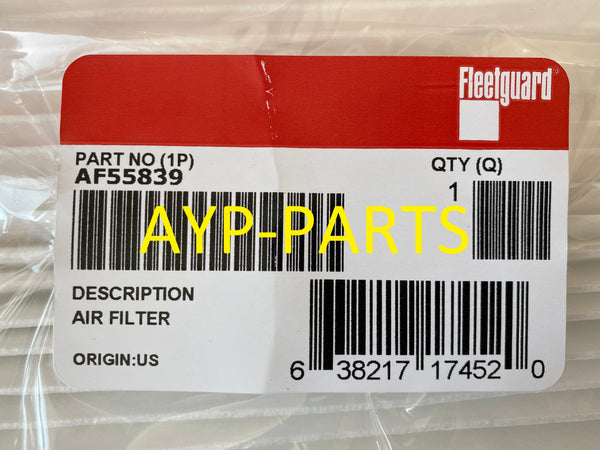 Fleetguard®
PART NO (1P)
AF55839
QTY (Q)
1
AYP-PARTS
DESCRIPTION
AIR FILTER
ORIGIN:US
6 38217 17452 0